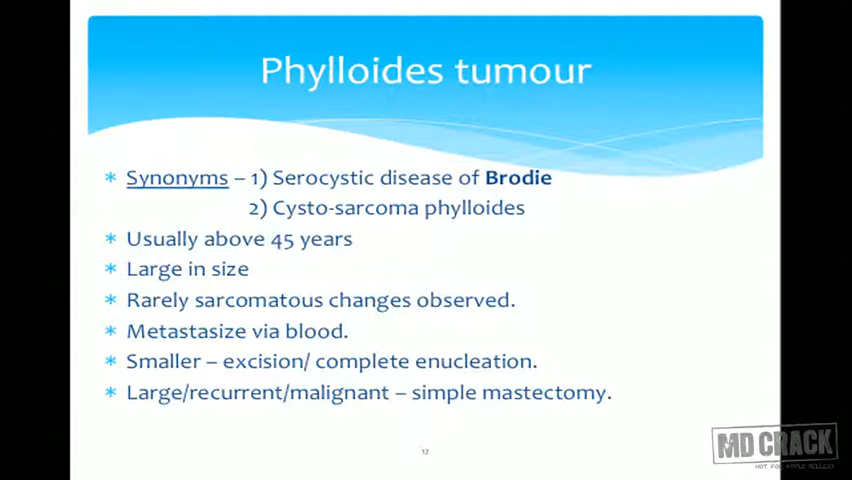 Phylloides tumour
Synonyms – 1) Serocystic disease of Brodie
2) Cysto-sarcoma phylloides
Usually above 45 years
Large in size
Rarely sarcomatous changes observed.
Metastasize via blood.
Smaller – excision/ complete enucleation.
Large/recurrent/malignant – simple mastectomy.
12
MD CRACK